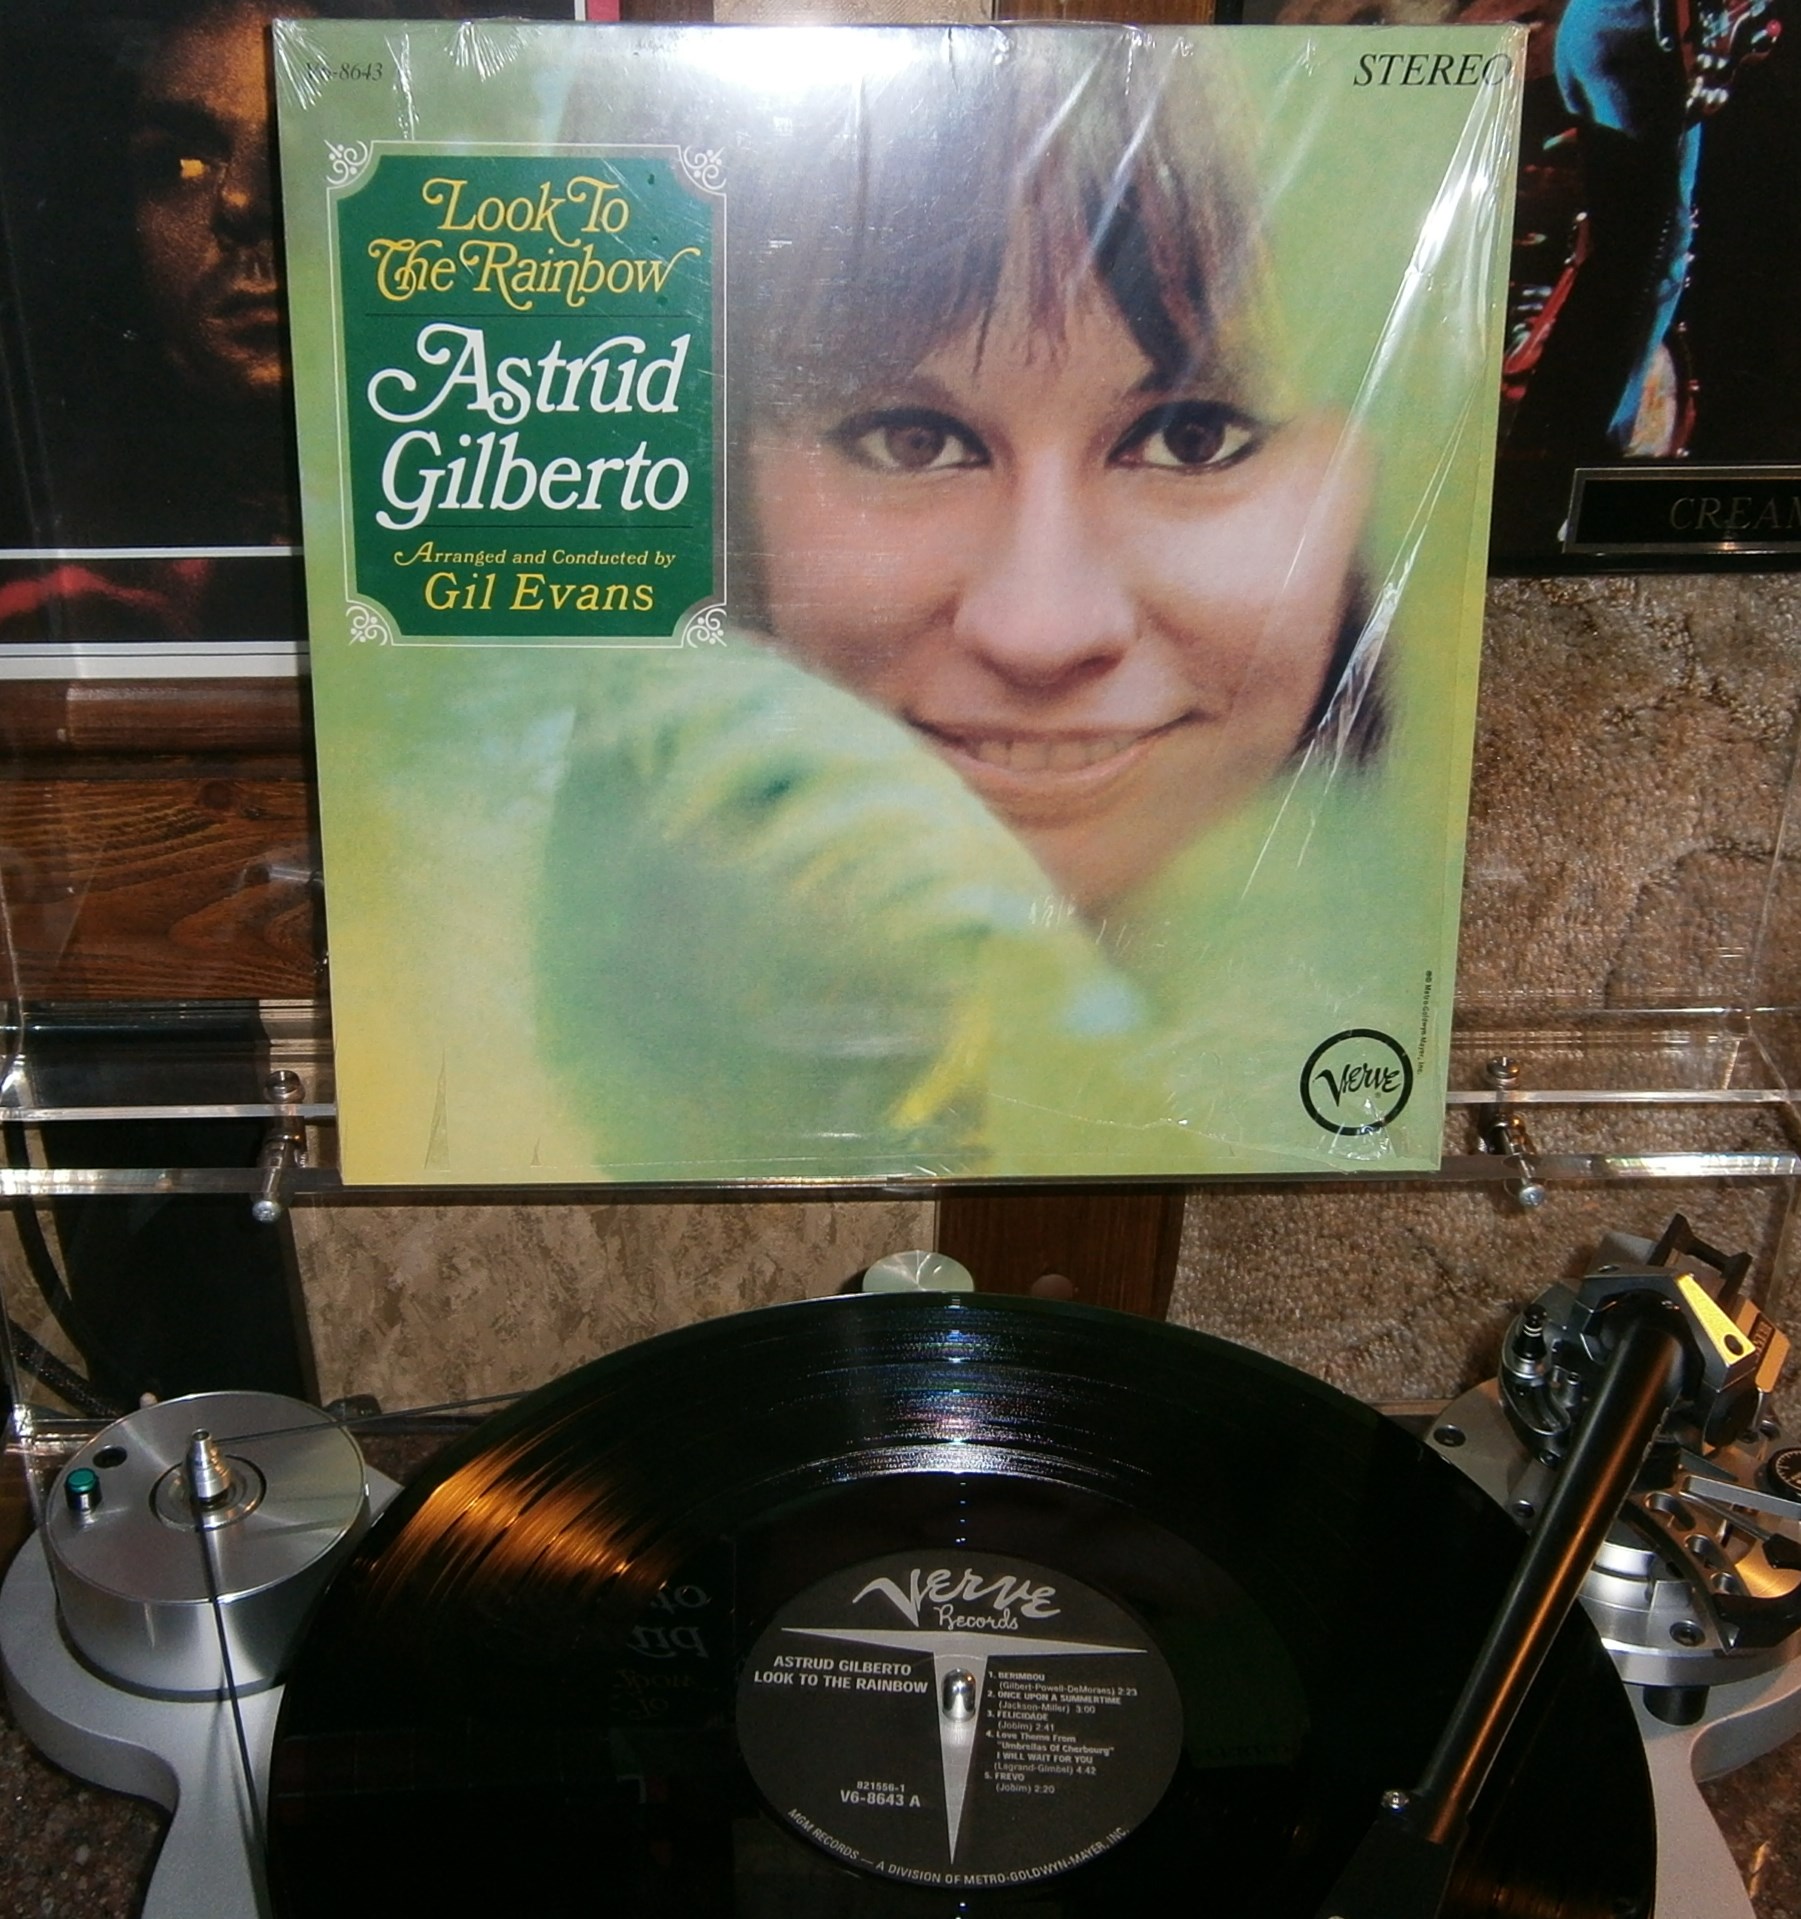 V6-8643
STEREO
Look To
The Rainbow
Astrud
Gilberto
Arranged and Conducted by
Gil Evans
CREAM
Verve
Verve
Records
ASTRUD GILBERTO
LOOK TO THE RAINBOW
1. BERIMBOU
(Gilbert-Powell-DeMoraes) 2:23
2. ONCE UPON A SUMMERTIME
(Jackson-Miller) 3:00
3. FELICIDADE
(Jobim) 2:41
4. Love Theme From
"Umbrellas Of Cherbourg"
I WILL WAIT FOR YOU
(Legrand-Gimbel) 4:42
5. FREVO
(Jobim) 2:20
821556-1
V6-8643 A
MGM RECORDS — A DIVISION OF METRO-GOLDWYN-MAYER, INC.